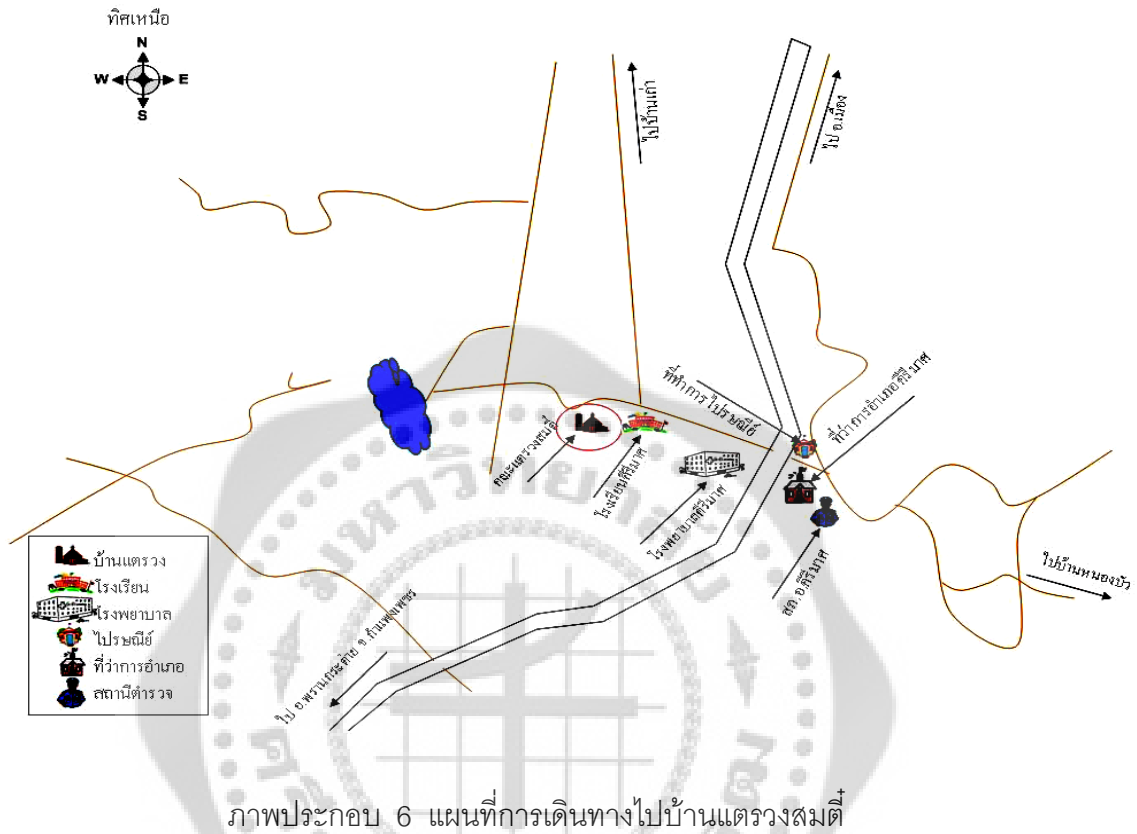 ทิศเหนือ
N
W E
S
ไปบ้านเก่า
ไป อ.เมือง
ที่ทำการไปรษณีย์
ที่ว่าการอำเภอคีรีมาศ
คณะแตรวงสมตี๋
โรงเรียนคีรีมาศ
โรงพยาบาลคีรีมาศ
สภ.อ.คีรีมาศ
ไปบ้านหนองบัว
ไป อ.พรานกระต่าย จ.กำแพงเพชร
บ้านแตรวง
โรงเรียน
โรงพยาบาล
ไปรษณีย์
ที่ว่าการอำเภอ
สถานีตำรวจ
มหาวิทยาลัย
ภาพประกอบ 6 แผนที่การเดินทางไปบ้านแตรวงสมตี๋